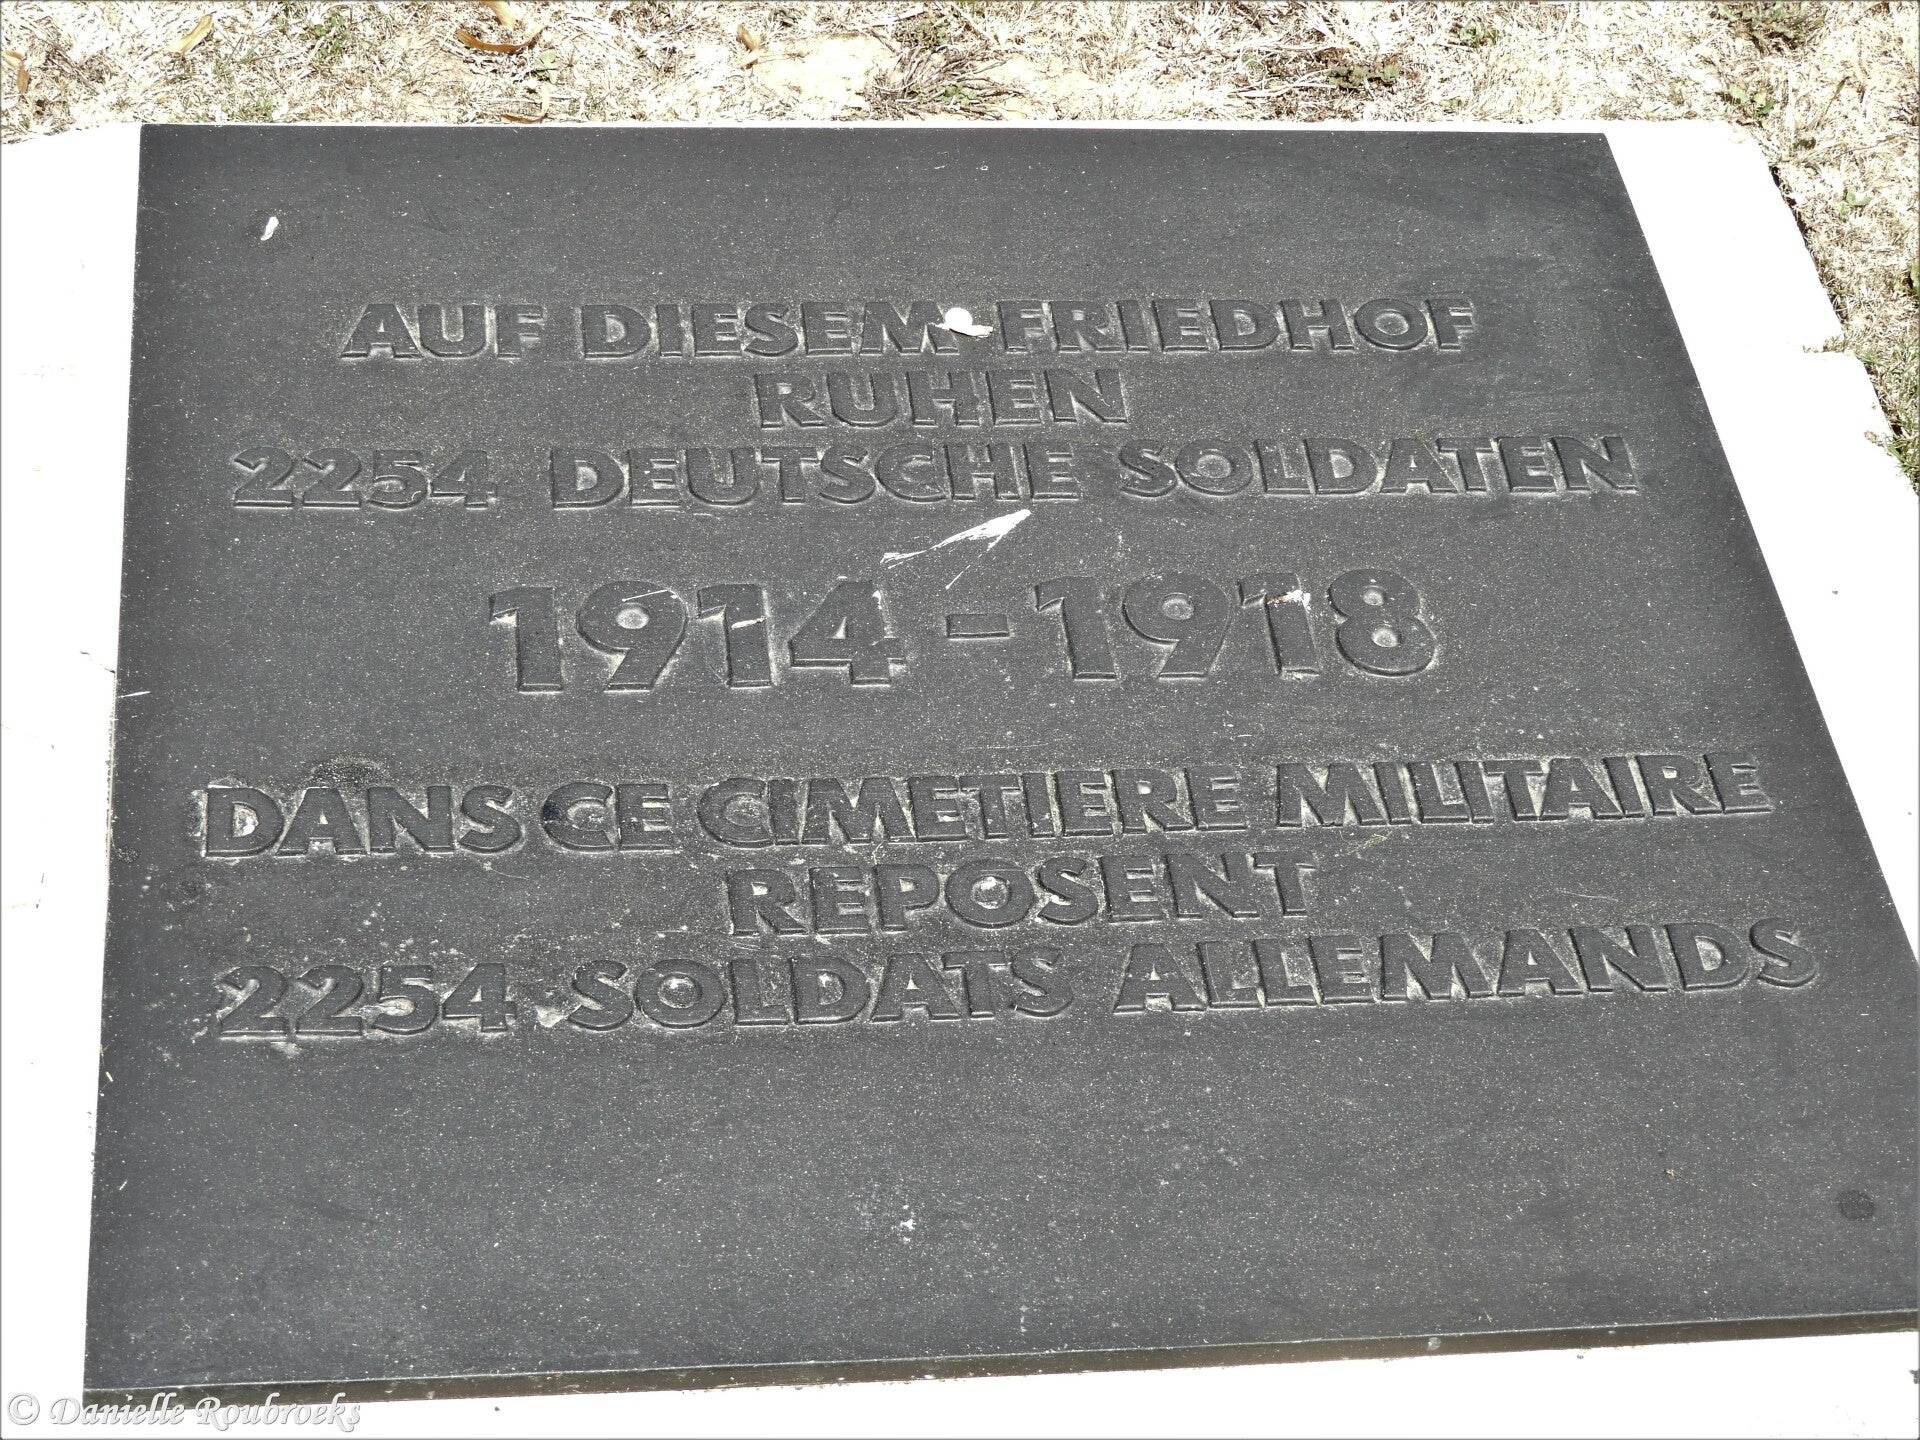 AUF DIESEM FRIEDHOF
RUHEN
2254 DEUTSCHE SOLDATEN
1914-1918
DANS CE CIMETIERE MILITAIRE
REPOSENT
2254 SOLDATS ALLEMANDS
© Danielle Roubroeks